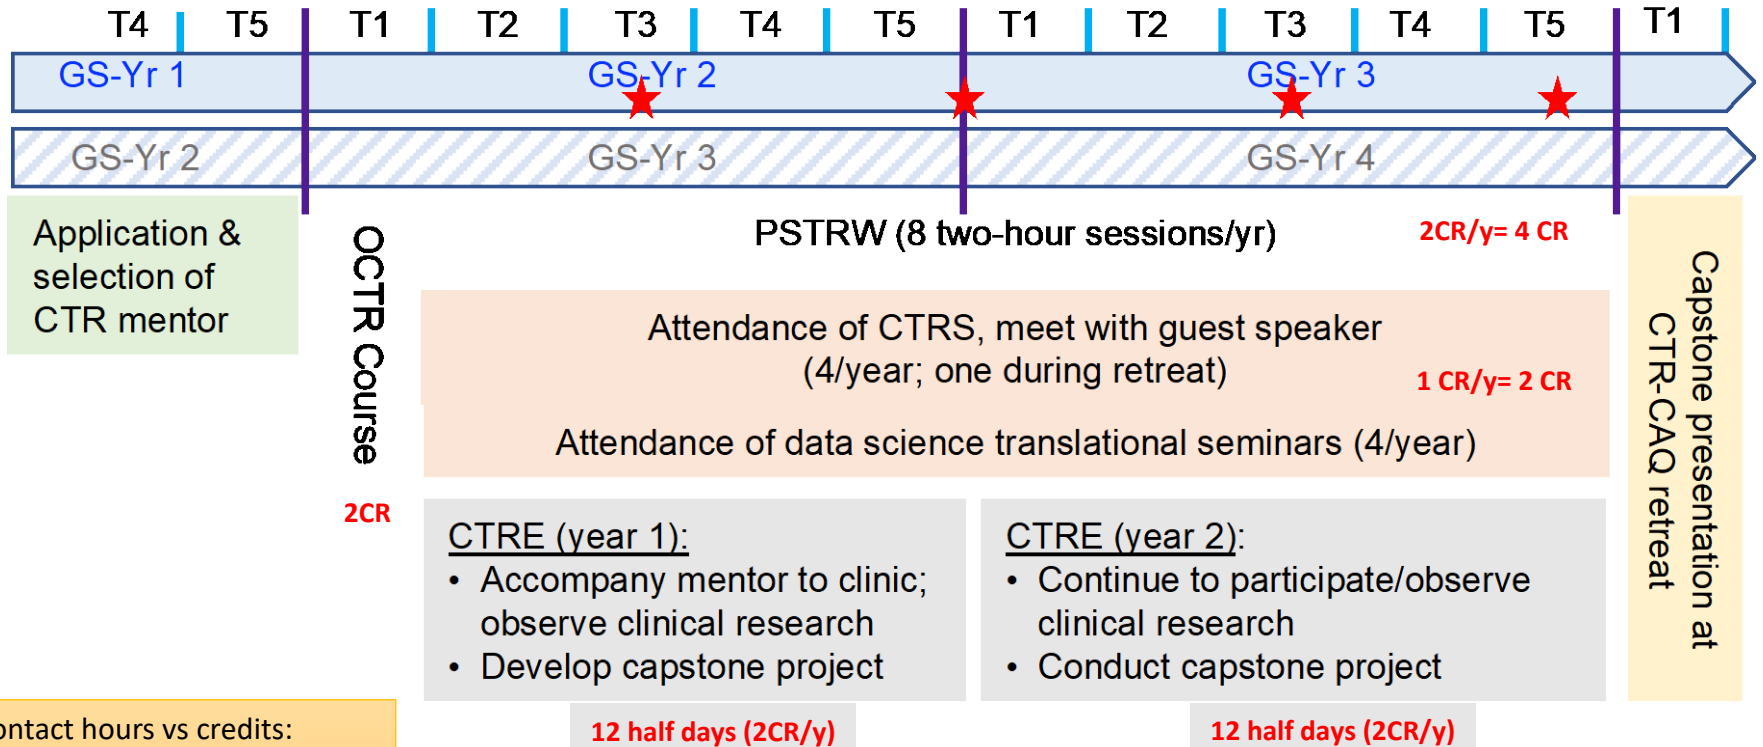 T4 T5 T1 T2 T3 T4 T5 T1 T2 T3 T4 T5 T1
GS-Yr 1 GS-Yr 2 GS-Yr 3
GS-Yr 2 GS-Yr 3 GS-Yr 4
Application &
selection of
CTR mentor
OCTR Course
2CR
PSTRW (8 two-hour sessions/yr)
2CR/y= 4 CR
Attendance of CTRS, meet with guest speaker
(4/year; one during retreat)
1 CR/y= 2 CR
Attendance of data science translational seminars (4/year)
CTRE (year 1):
• Accompany mentor to clinic;
observe clinical research
• Develop capstone project
12 half days (2CR/y)
CTRE (year 2):
• Continue to participate/observe
clinical research
• Conduct capstone project
12 half days (2CR/y)
Capstone presentation at
CTR-CAQ retreat
ontact hours vs credits: